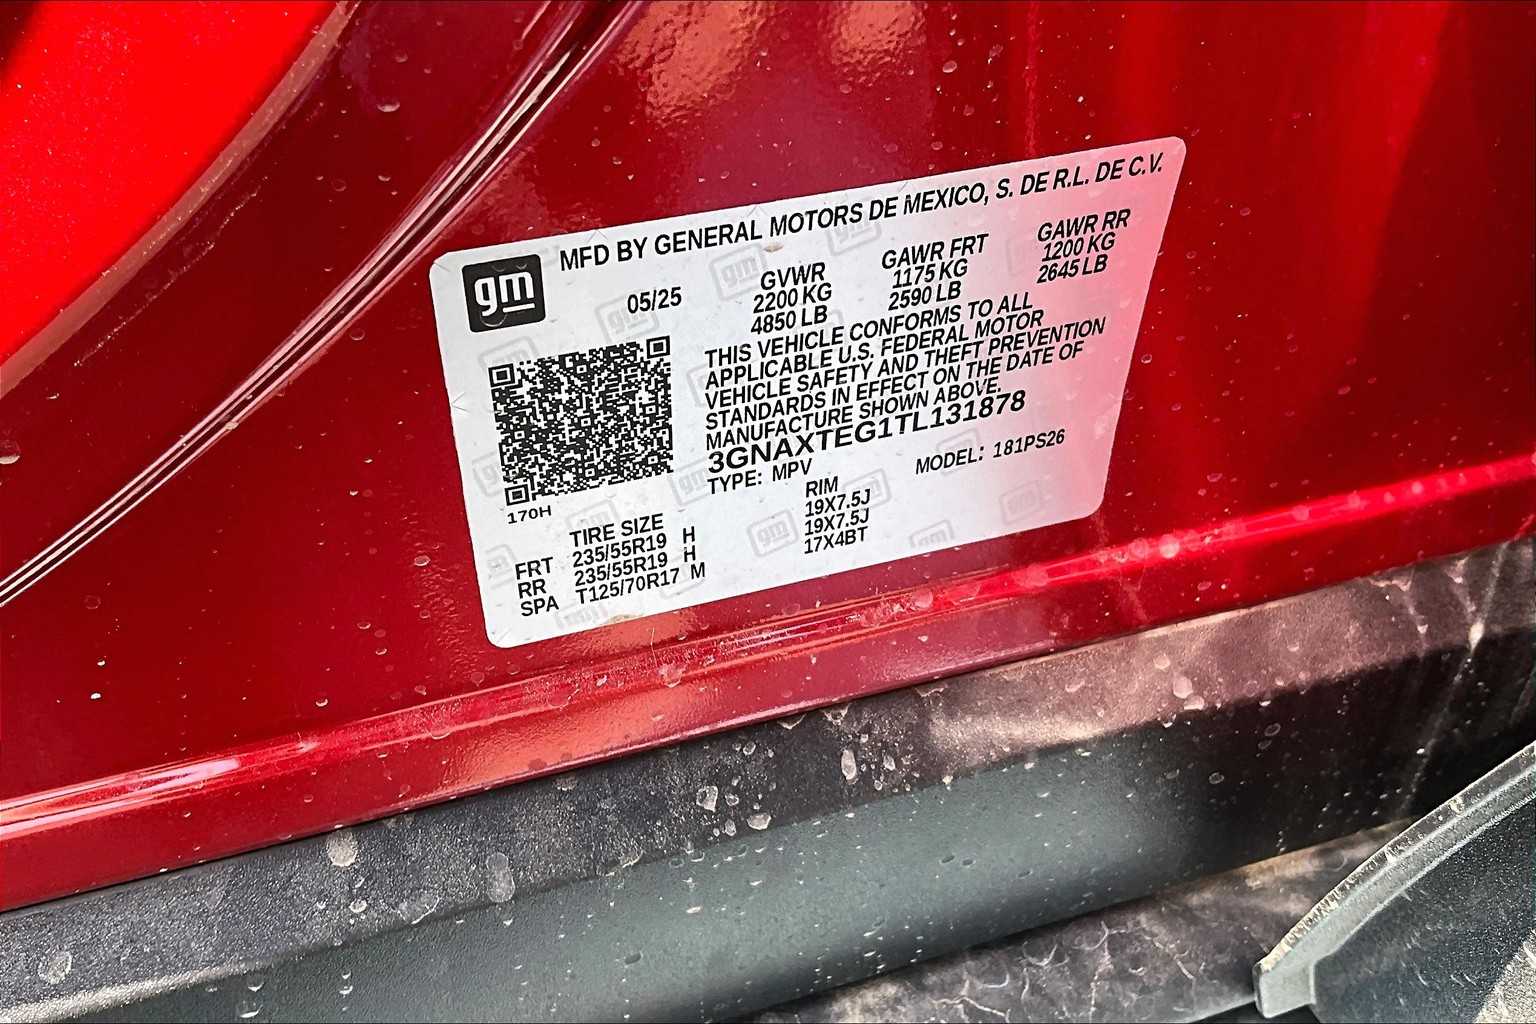 MFD BY GENERAL MOTORS DE MEXICO, S. DE R.L. DE C.V.
gm
05/25
GVWR
2200 KG
4850 LB
GAWR FRT
1175 KG
2590 LB
GAWR RR
1200 KG
2645 LB
THIS VEHICLE CONFORMS TO ALL
APPLICABLE U.S. FEDERAL MOTOR
VEHICLE SAFETY AND THEFT PREVENTION
STANDARDS IN EFFECT ON THE DATE OF
MANUFACTURE SHOWN ABOVE.
3GNAXTEG1TL131878
TYPE: MPV
MODEL: 181PS26
170H
TIRE SIZE
RIM
FRT 235/55R19 H 19X7.5J
RR 235/55R19 H 19X7.5J
SPA T125/70R17 M 17X4BT